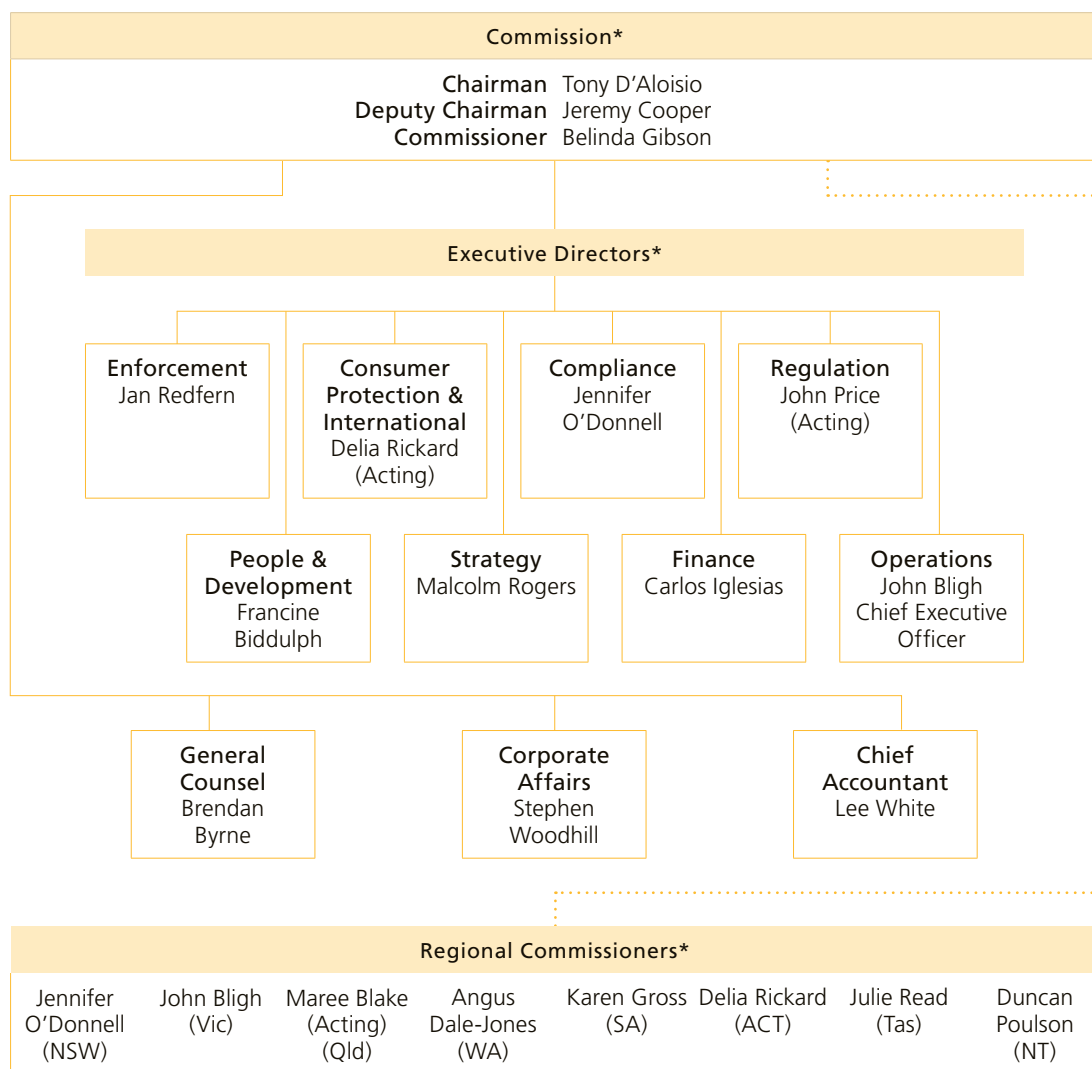 Commission*
Chairman Tony D'Aloisio
Deputy Chairman Jeremy Cooper
Commissioner Belinda Gibson
Executive Directors*
Enforcement
Jan Redfern
Consumer
Protection &
International
Delia Rickard
(Acting)
Compliance
Jennifer
O'Donnell
Regulation
John Price
(Acting)
People &
Development
Francine
Biddulph
Strategy
Malcolm Rogers
Finance
Carlos Iglesias
Operations
John Bligh
Chief Executive
Officer
General
Counsel
Brendan
Byrne
Corporate
Affairs
Stephen
Woodhill
Chief
Accountant
Lee White
Regional Commissioners*
Jennifer
O'Donnell
(NSW)
John Bligh
(Vic)
Maree Blake
(Acting)
(Qld)
Angus
Dale-Jones
(WA)
Karen Gross
(SA)
Delia Rickard
(ACT)
Julie Read
(Tas)
Duncan
Poulson
(NT)